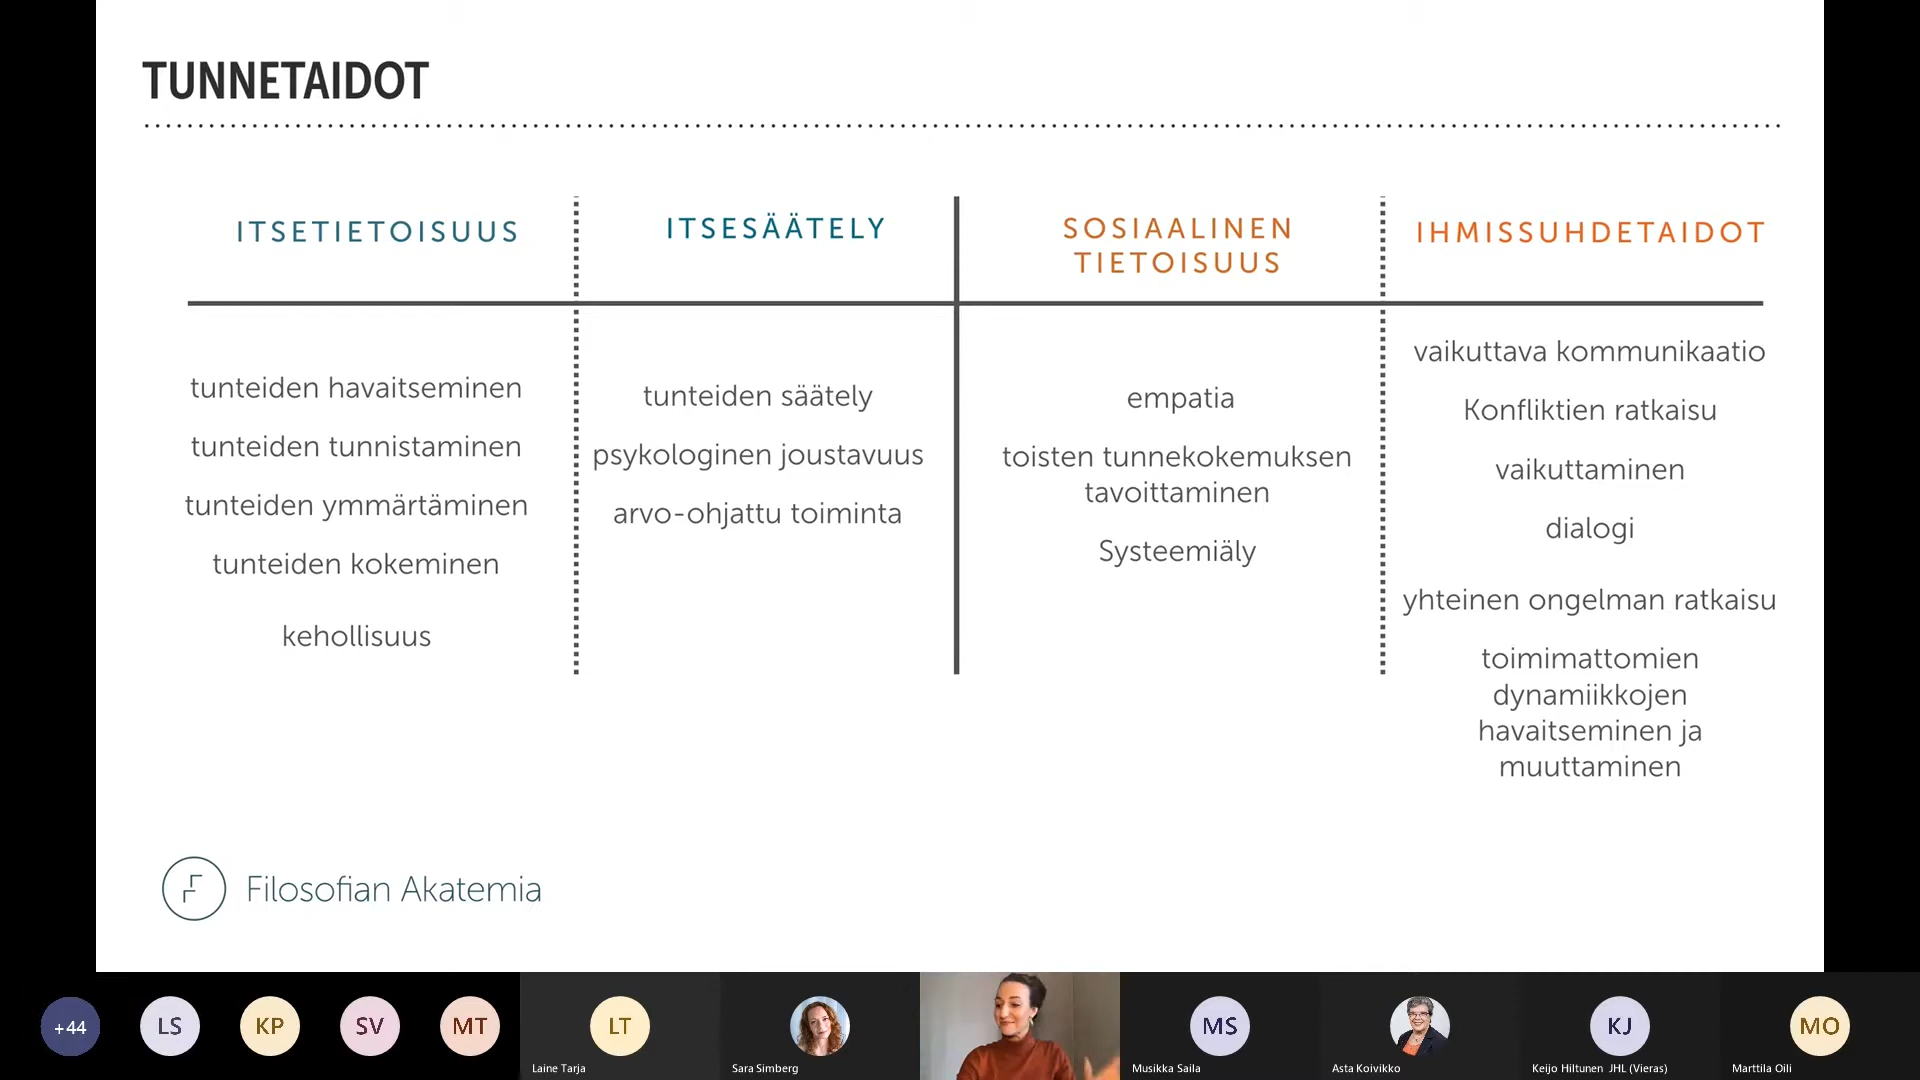 TUNNETAIDOT
ITSETIETOISUUS
tunteiden havaitseminen
tunteiden tunnistaminen
tunteiden ymmärtäminen
tunteiden kokeminen
kehollisuus
ITSESÄÄTELY
tunteiden säätely
psykologinen joustavuus
arvo-ohjattu toiminta
SOSIAALINEN
TIETOISUUS
empatia
toisten tunnekokemuksen
tavoittaminen
Systeemiäly
IHMISSUHDETAIDOT
vaikuttava kommunikaatio
Konfliktien ratkaisu
vaikuttaminen
dialogi
yhteinen ongelman ratkaisu
toimimattomien
dynamiikkojen
havaitseminen ja
muuttaminen
Filosofian Akatemia
+44
LS
KP
SV
MT
LT
Laine Tarja
Sara Simberg
MS
Musikka Saila
Asta Koivikko
KJ
Keijo Hiltunen JHL (Vieras)
MO
Marttila Oili